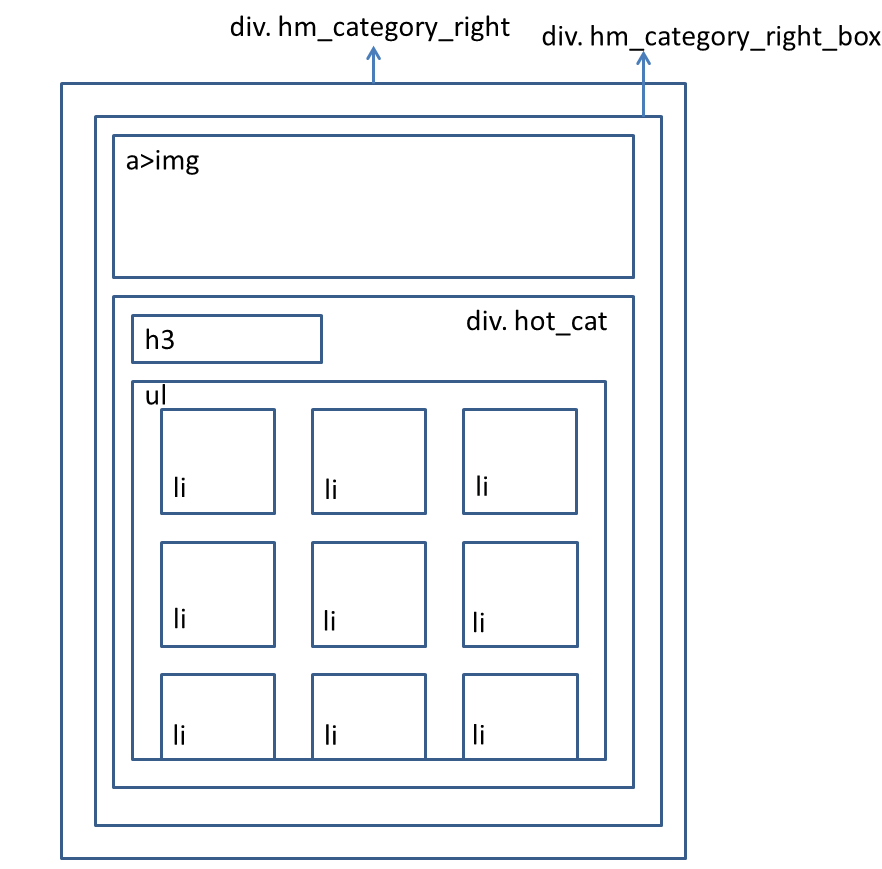 div. hm_category_right
div. hm_category_right_box
a>img
div. hot_cat
h3
ul
li
li
li
li
li
li
li
li
li